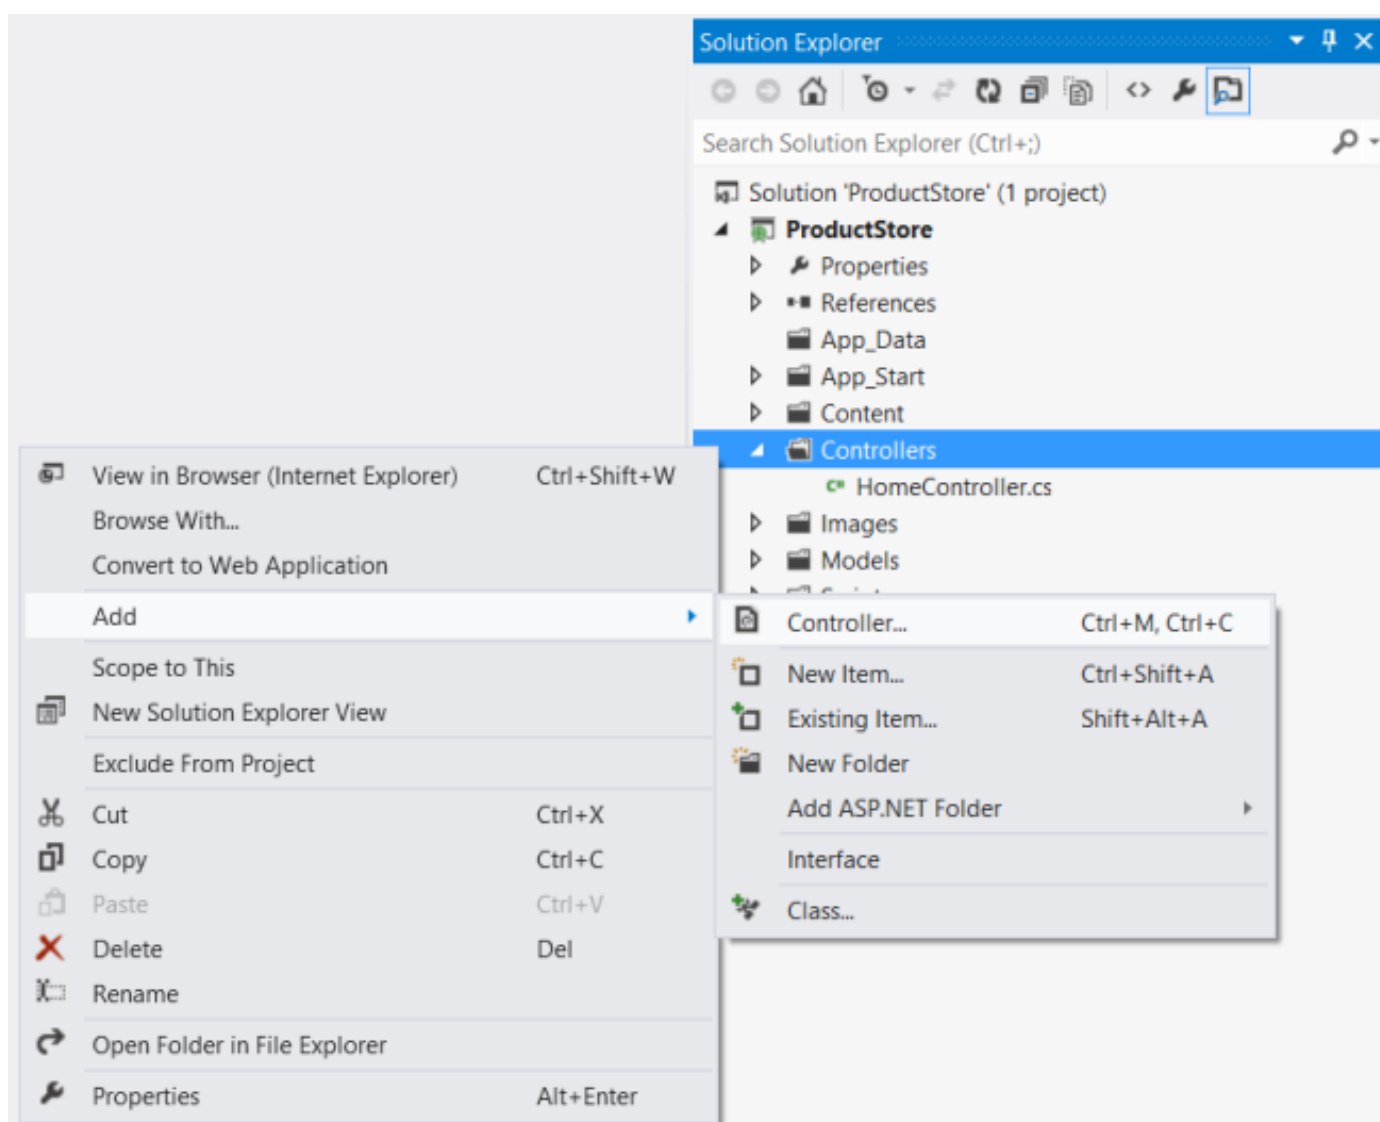 Solution Explorer
Search Solution Explorer (Ctrl+;)
Solution 'ProductStore' (1 project)
ProductStore
Properties
References
App_Data
App_Start
Content
Controllers
HomeController.cs
Images
Models
View in Browser (Internet Explorer) Ctrl+Shift+W
Browse With...
Convert to Web Application
Add
Scope to This
New Solution Explorer View
Exclude From Project
Cut Ctrl+X
Copy Ctrl+C
Paste Ctrl+V
Delete Del
Rename
Open Folder in File Explorer
Properties Alt+Enter
Controller... Ctrl+M, Ctrl+C
New Item... Ctrl+Shift+A
Existing Item... Shift+Alt+A
New Folder
Add ASP.NET Folder
Interface
Class...